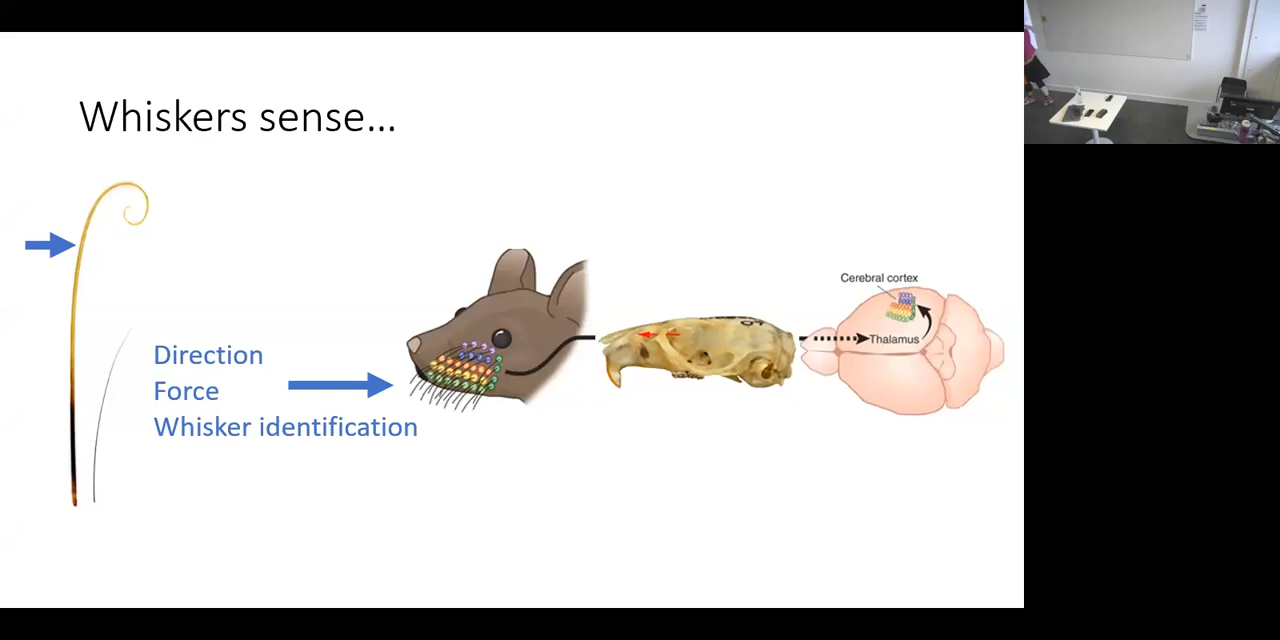 Whiskers sense...
Direction
Force
Whisker identification
Cerebral cortex
Thalamus